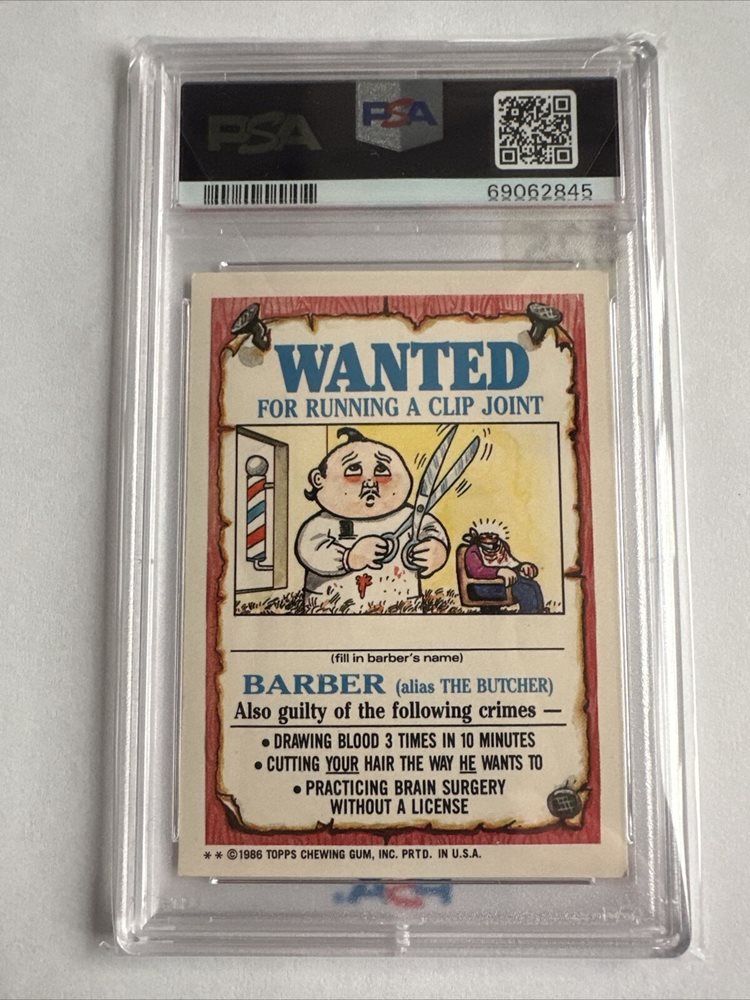 PSA
PSA
69062845
WANTED
FOR RUNNING A CLIP JOINT
(fill in barber's name)
BARBER (alias THE BUTCHER)
Also guilty of the following crimes —
• DRAWING BLOOD 3 TIMES IN 10 MINUTES
• CUTTING YOUR HAIR THE WAY HE WANTS TO
• PRACTICING BRAIN SURGERY
WITHOUT A LICENSE
** ©1986 TOPPS CHEWING GUM, INC. PRTD. IN U.S.A.
PSA